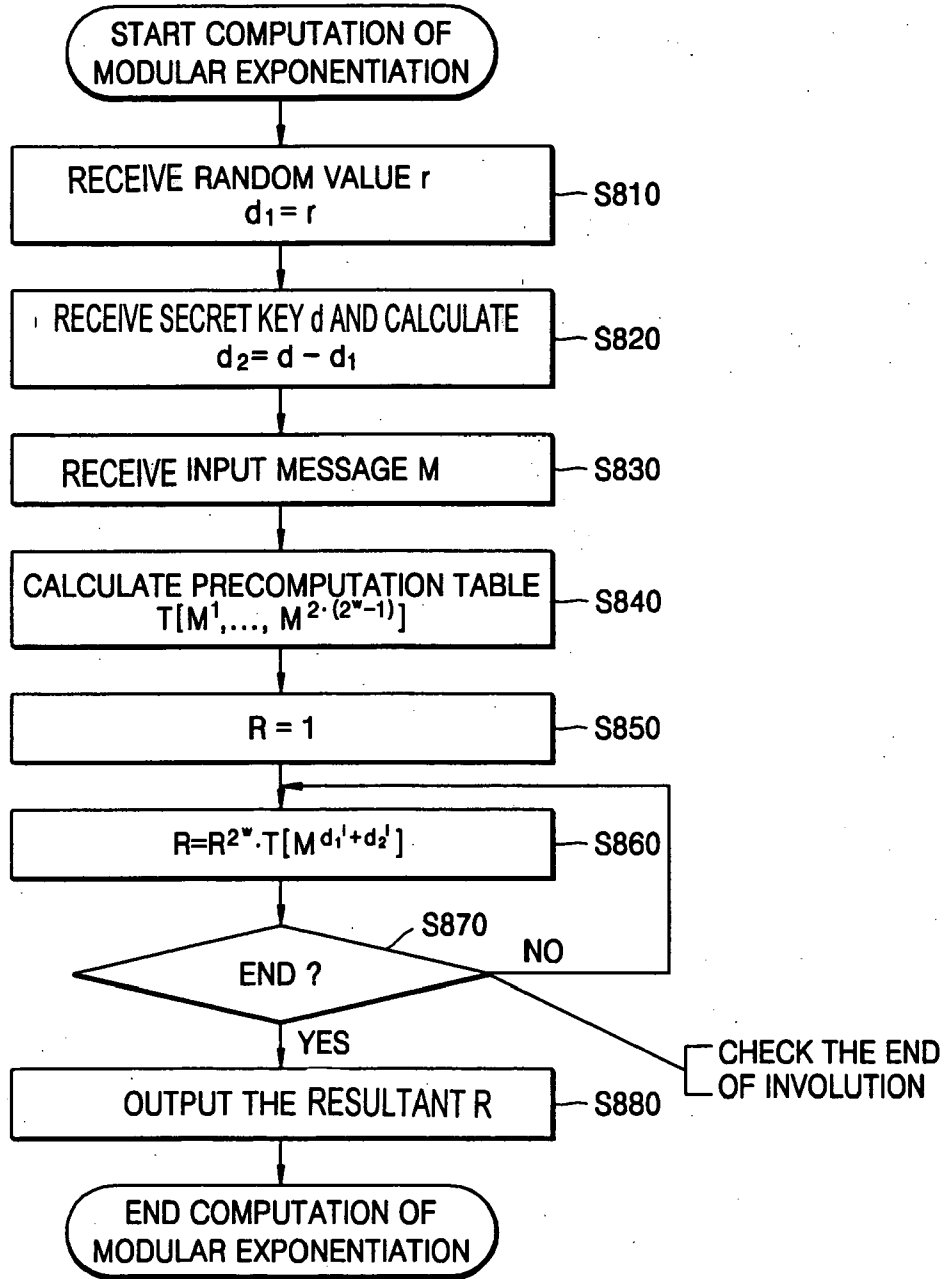 START COMPUTATION OF
MODULAR EXPONENTIATION
RECEIVE RANDOM VALUE r
d₁ = r
S810
RECEIVE SECRET KEY d AND CALCULATE
d₂ = d − d₁
S820
RECEIVE INPUT MESSAGE M
S830
CALCULATE PRECOMPUTATION TABLE
T[M¹,..., M²·⁽²ʷ⁻¹⁾]
S840
R = 1
S850
R=R^{2^w}·T[M^{d₁ⁱ+d₂ⁱ}]
S860
S870
END ?
NO
YES
CHECK THE END
OF INVOLUTION
OUTPUT THE RESULTANT R
S880
END COMPUTATION OF
MODULAR EXPONENTIATION